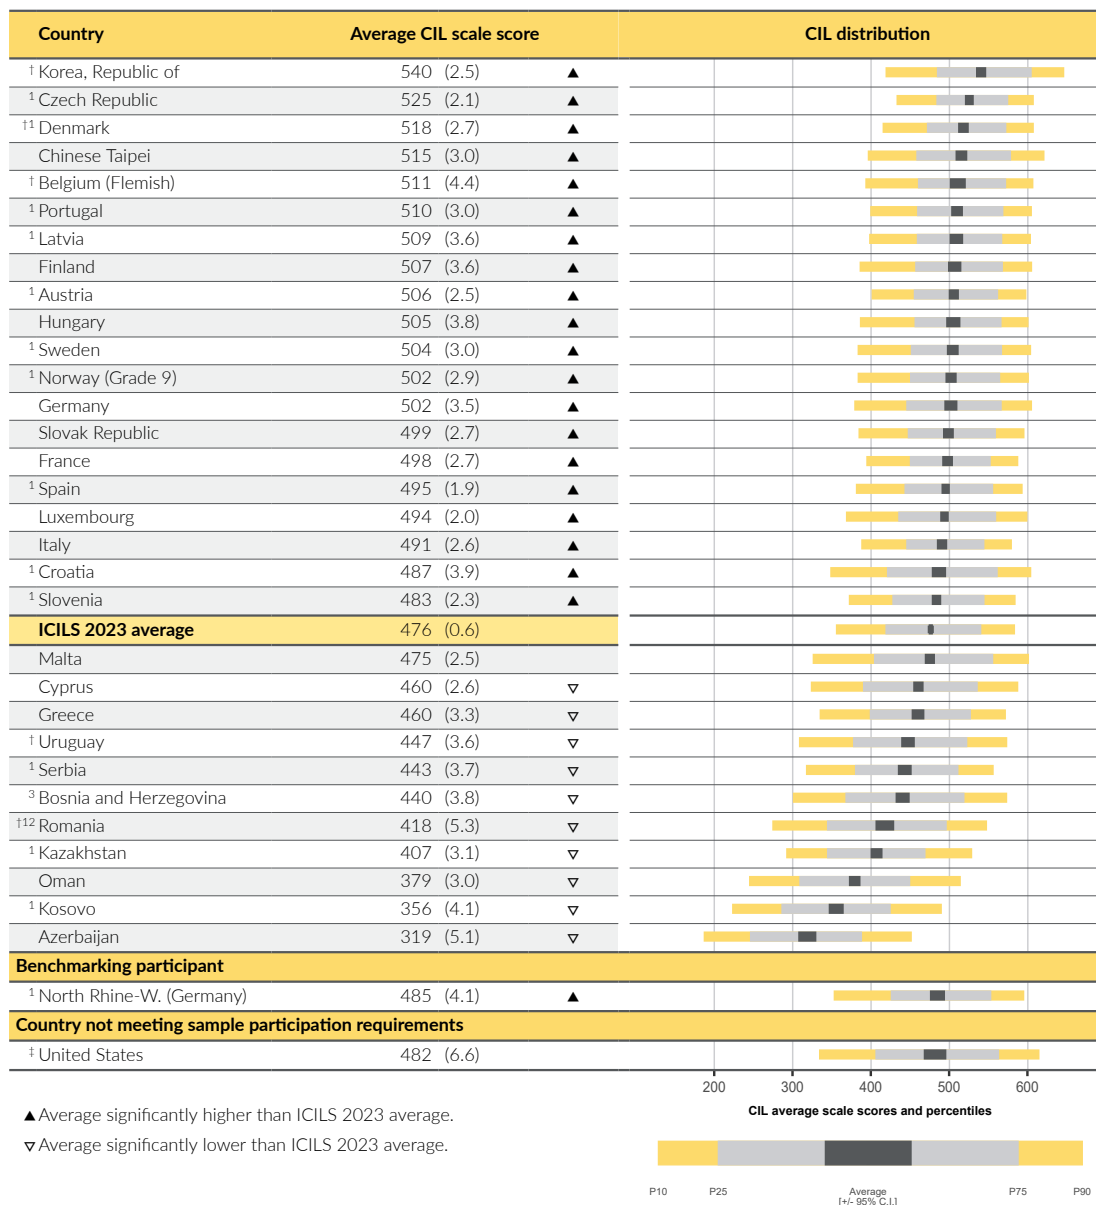 Country Average CIL scale score CIL distribution
† Korea, Republic of 540 (2.5) ▲
1 Czech Republic 525 (2.1) ▲
†1 Denmark 518 (2.7) ▲
Chinese Taipei 515 (3.0) ▲
† Belgium (Flemish) 511 (4.4) ▲
1 Portugal 510 (3.0) ▲
1 Latvia 509 (3.6) ▲
Finland 507 (3.6) ▲
1 Austria 506 (2.5) ▲
Hungary 505 (3.8) ▲
1 Sweden 504 (3.0) ▲
1 Norway (Grade 9) 502 (2.9) ▲
Germany 502 (3.5) ▲
Slovak Republic 499 (2.7) ▲
France 498 (2.7) ▲
1 Spain 495 (1.9) ▲
Luxembourg 494 (2.0) ▲
Italy 491 (2.6) ▲
1 Croatia 487 (3.9) ▲
1 Slovenia 483 (2.3) ▲
ICILS 2023 average 476 (0.6)
Malta 475 (2.5)
Cyprus 460 (2.6) ▽
Greece 460 (3.3) ▽
† Uruguay 447 (3.6) ▽
1 Serbia 443 (3.7) ▽
3 Bosnia and Herzegovina 440 (3.8) ▽
†12 Romania 418 (5.3) ▽
1 Kazakhstan 407 (3.1) ▽
Oman 379 (3.0) ▽
1 Kosovo 356 (4.1) ▽
Azerbaijan 319 (5.1) ▽
Benchmarking participant
1 North Rhine-W. (Germany) 485 (4.1) ▲
Country not meeting sample participation requirements
‡ United States 482 (6.6)
200 300 400 500 600
CIL average scale scores and percentiles
▲ Average significantly higher than ICILS 2023 average.
▽ Average significantly lower than ICILS 2023 average.
P10 P25 Average P75 P90
[+/- 95% C.I.]